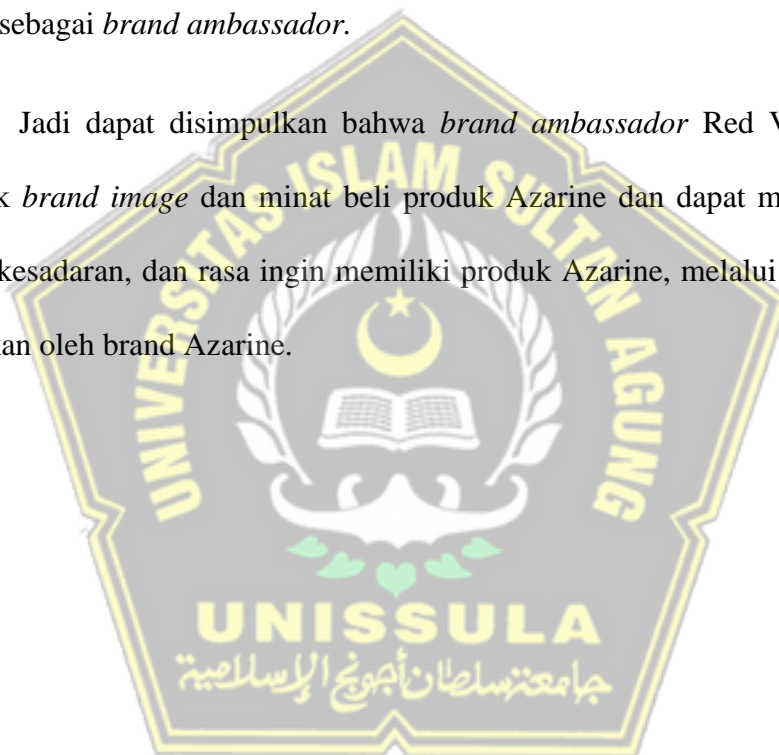 sebagai brand ambassador.
Jadi dapat disimpulkan bahwa brand ambassador Red V
k brand image dan minat beli produk Azarine dan dapat m
kesadaran, dan rasa ingin memiliki produk Azarine, melalui
kan oleh brand Azarine.
UNIVERSITAS ISLAM SULTAN AGUNG
UNISSULA
جامعة سلطان أجونج الإسلامية